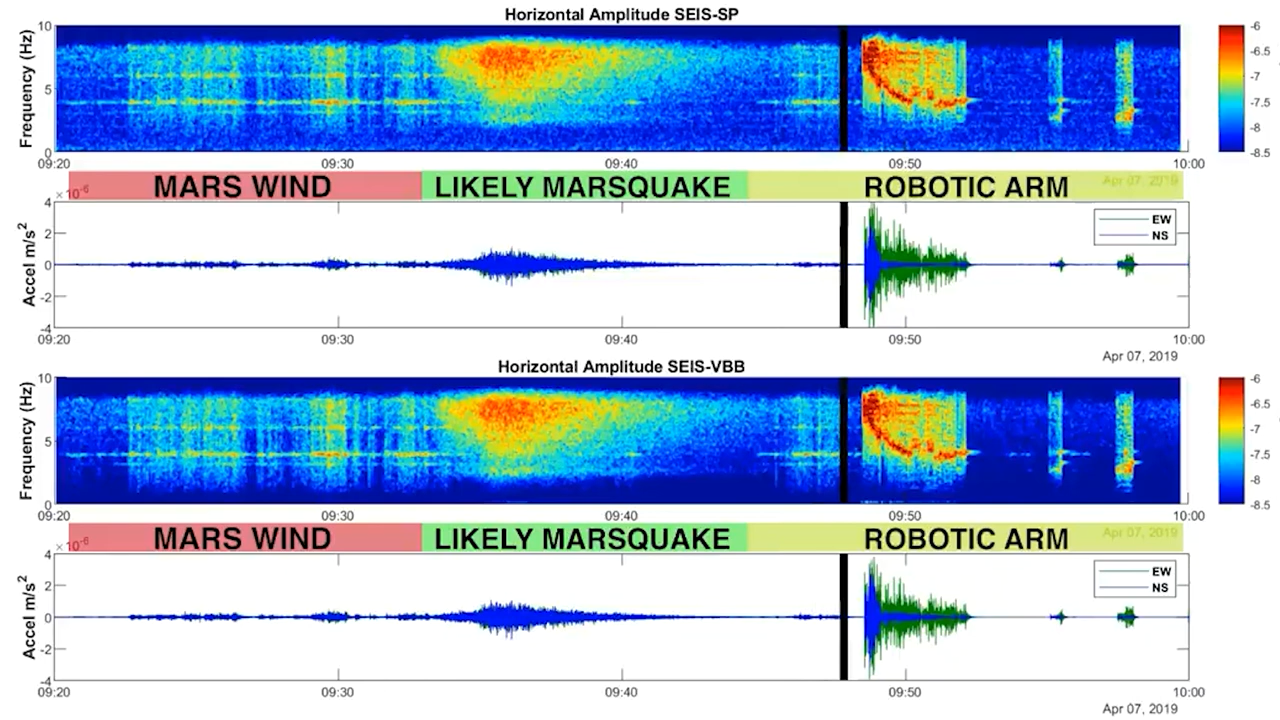 Horizontal Amplitude SEIS-SP
Frequency (Hz)
10
5
0
09:20 09:30 09:40 09:50 10:00
-6
-6.5
-7
-7.5
-8
-8.5
MARS WIND LIKELY MARSQUAKE ROBOTIC ARM
Apr 07, 2019
× 10⁻⁶
Accel m/s²
4
2
0
-2
-4
EW
NS
09:20 09:30 09:40 09:50 10:00
Apr 07, 2019
Horizontal Amplitude SEIS-VBB
Frequency (Hz)
10
5
0
09:20 09:30 09:40 09:50 10:00
-6
-6.5
-7
-7.5
-8
-8.5
MARS WIND LIKELY MARSQUAKE ROBOTIC ARM
Apr 07, 2019
× 10⁻⁶
Accel m/s²
4
2
0
-2
-4
EW
NS
09:20 09:30 09:40 09:50 10:00
Apr 07, 2019